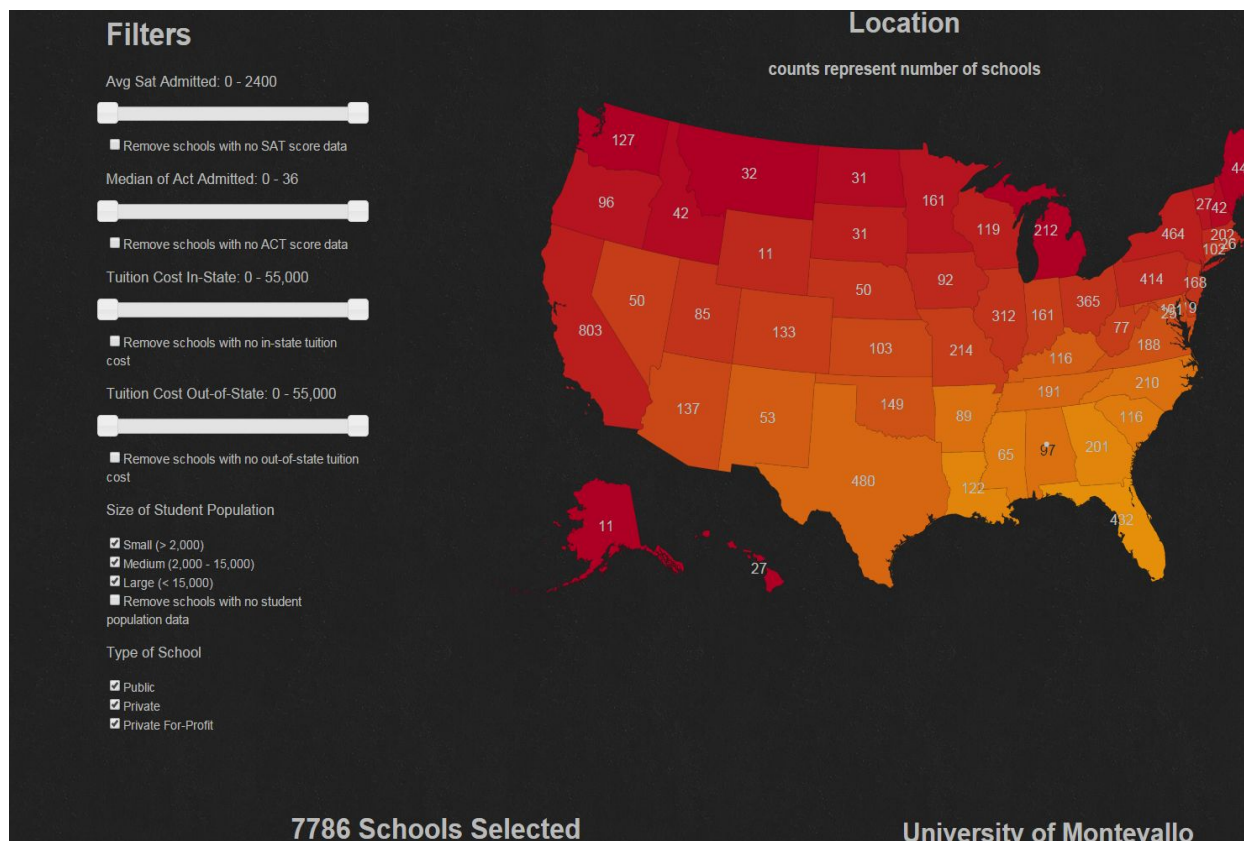 Filters
Avg Sat Admitted: 0 - 2400
Remove schools with no SAT score data
Median of Act Admitted: 0 - 36
Remove schools with no ACT score data
Tuition Cost In-State: 0 - 55,000
Remove schools with no in-state tuition
cost
Tuition Cost Out-of-State: 0 - 55,000
Remove schools with no out-of-state tuition
cost
Size of Student Population
Small (> 2,000)
Medium (2,000 - 15,000)
Large (< 15,000)
Remove schools with no student
population data
Type of School
Public
Private
Private For-Profit
Location
counts represent number of schools
127
32
31
44
96
42
161
27
42
11
31
119
212
464
202
26
102
50
85
133
50
92
414
168
803
312
161
365
77
188
103
214
116
137
53
149
191
210
89
116
480
122
65
97
201
432
11
27
7786 Schools Selected
University of Montevallo